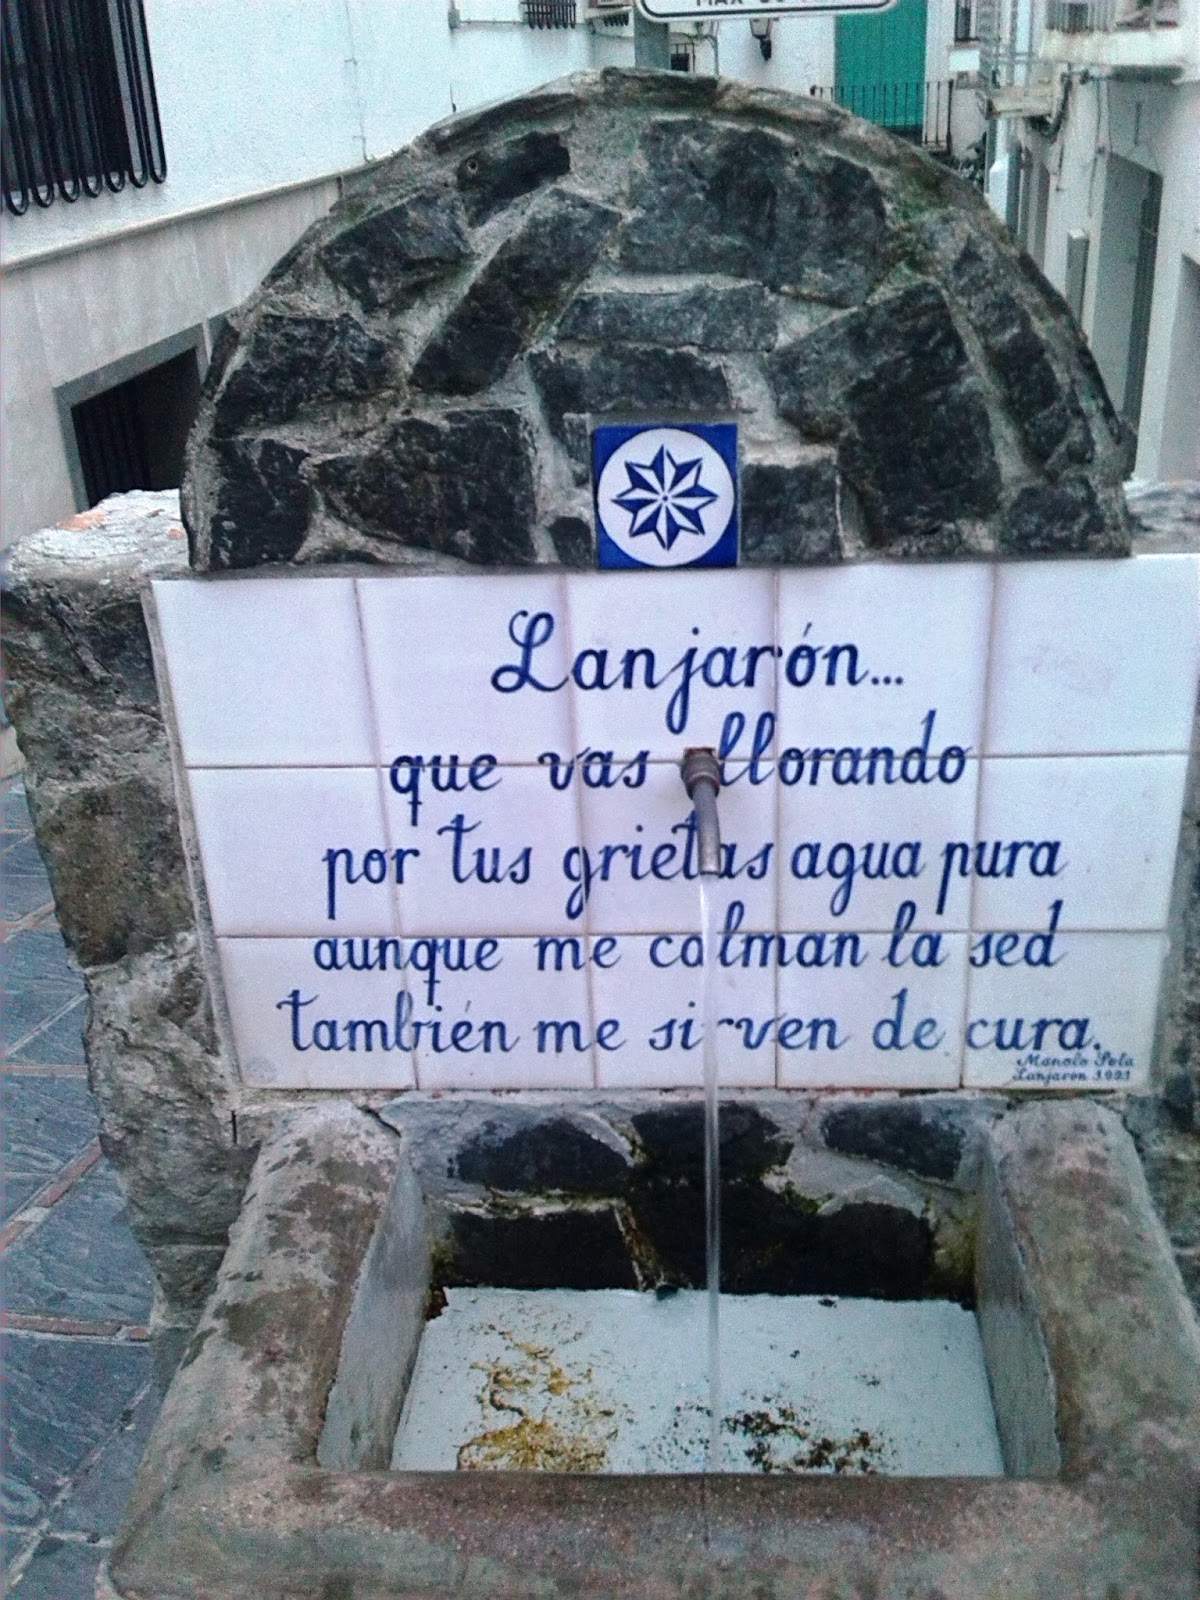 Lanjarón...
que vas llorando
por tus grietas agua pura
aunque me calman la sed
también me sirven de cura.
Manolo
Lanjarón 1991